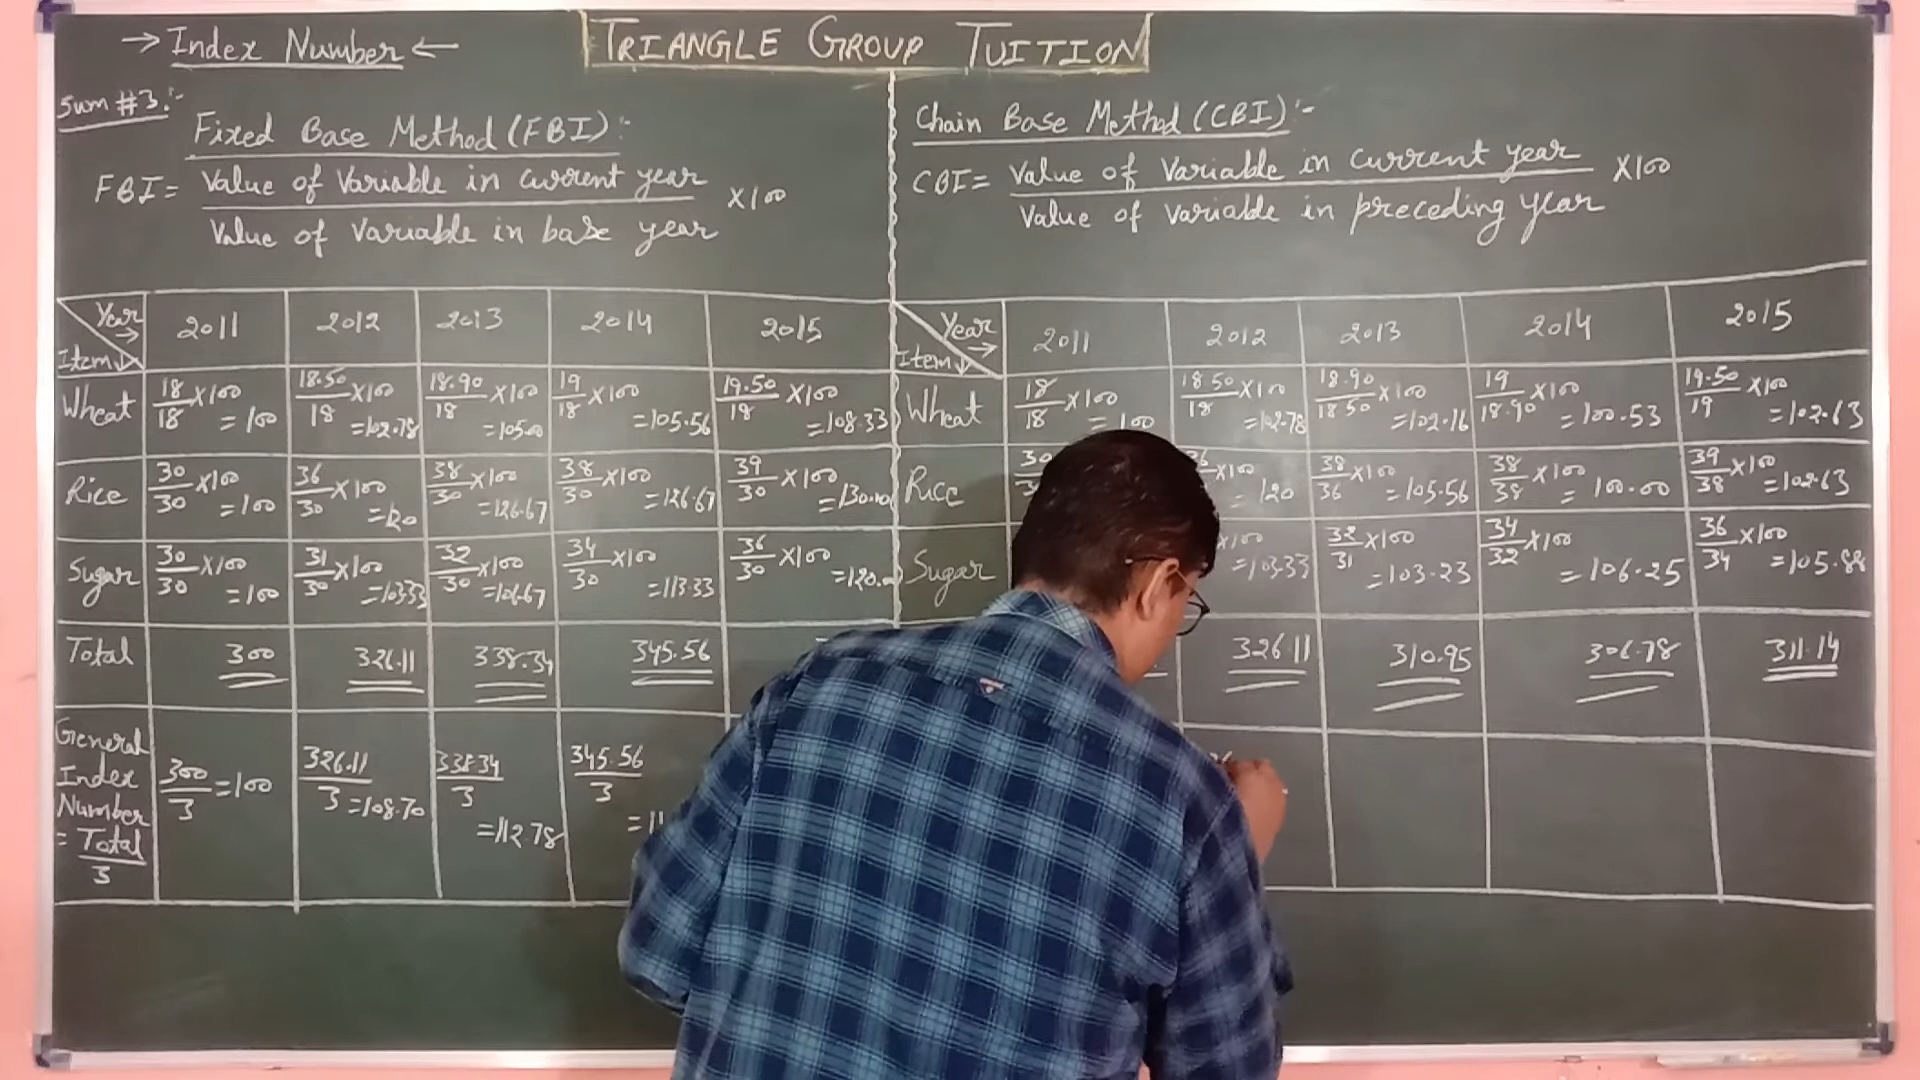 → Index Number ←
TRIANGLE GROUP TUITION
Sum #3:-
Fixed Base Method (FBI):-
FBI = Value of Variable in current year
Value of Variable in base year
×100
Year →
Item ↓
2011 2012 2013 2014 2015
Wheat
18/18 ×100 = 100
18.50/18 ×100 = 102.78
18.90/18 ×100 = 105.00
19/18 ×100 = 105.56
19.50/18 ×100 = 108.33
Rice
30/30 ×100 = 100
36/30 ×100 = 120
38/30 ×100 = 126.67
38/30 ×100 = 126.67
39/30 ×100 = 130.00
Sugar
30/30 ×100 = 100
31/30 ×100 = 103.33
32/30 ×100 = 106.67
34/30 ×100 = 113.33
36/30 ×100 = 120.00
Total 300 326.11 338.34 345.56
General
Index
Number
= Total
3
300/3 = 100
326.11/3 = 108.70
338.34/3 = 112.78
345.56/3
Chain Base Method (CBI):-
CBI = Value of Variable in current year
Value of Variable in preceding year
×100
Year →
Item ↓
2011 2012 2013 2014 2015
Wheat
18/18 ×100 = 100
18.50/18 ×100 = 102.78
18.90/18.50 ×100 = 102.16
19/18.90 ×100 = 100.53
19.50/19 ×100 = 102.63
Rice
30
×100 = 120
38/36 ×100 = 105.56
38/38 ×100 = 100.00
39/38 ×100 = 102.63
Sugar
×100 = 103.33
32/31 ×100 = 103.23
34/32 ×100 = 106.25
36/34 ×100 = 105.88
326.11 310.95 306.78 311.14